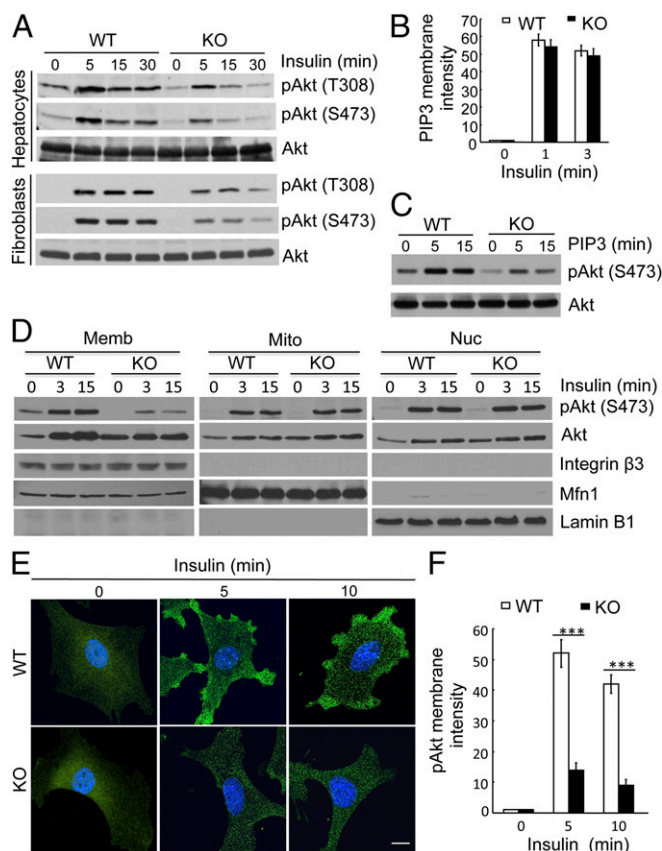 A
WT KO
0 5 15 30 0 5 15 30 Insulin (min)
Hepatocytes
pAkt (T308)
pAkt (S473)
Akt
Fibroblasts
pAkt (T308)
pAkt (S473)
Akt
B
WT
KO
PIP3 membrane
intensity
70
60
50
40
30
20
10
0
0 1 3
Insulin (min)
C
WT KO
0 5 15 0 5 15 PIP3 (min)
pAkt (S473)
Akt
D
Memb Mito Nuc
WT KO WT KO WT KO
0 3 15 0 3 15 0 3 15 0 3 15 0 3 15 0 3 15 Insulin (min)
pAkt (S473)
Akt
Integrin β3
Mfn1
Lamin B1
E
Insulin (min)
0 5 10
WT
KO
F
WT KO
pAkt membrane
intensity
60
50
40
30
20
10
0
***
***
0 5 10
Insulin (min)